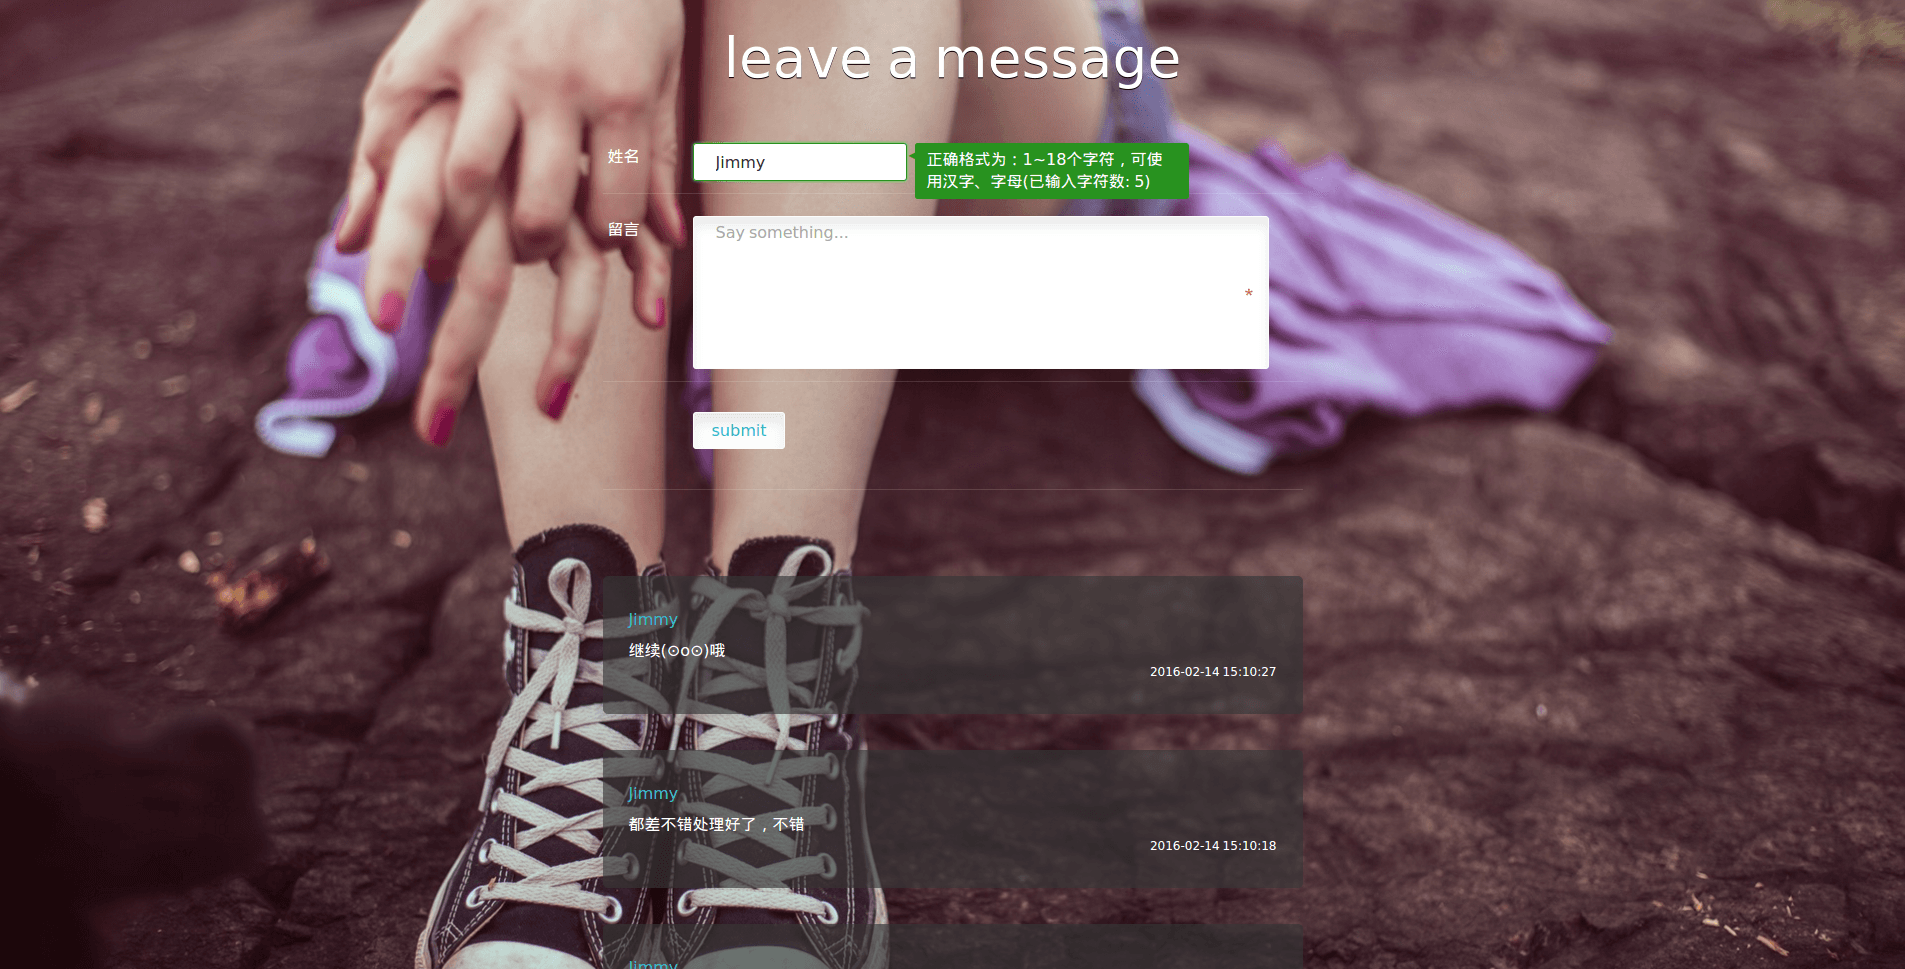 leave a message
姓名
Jimmy
正确格式为：1~18个字符，可使
用汉字、字母(已输入字符数: 5)
留言
Say something...
*
submit
Jimmy
继续(⊙o⊙)哦
2016-02-14 15:10:27
Jimmy
都差不错处理好了，不错
2016-02-14 15:10:18
Jimmy